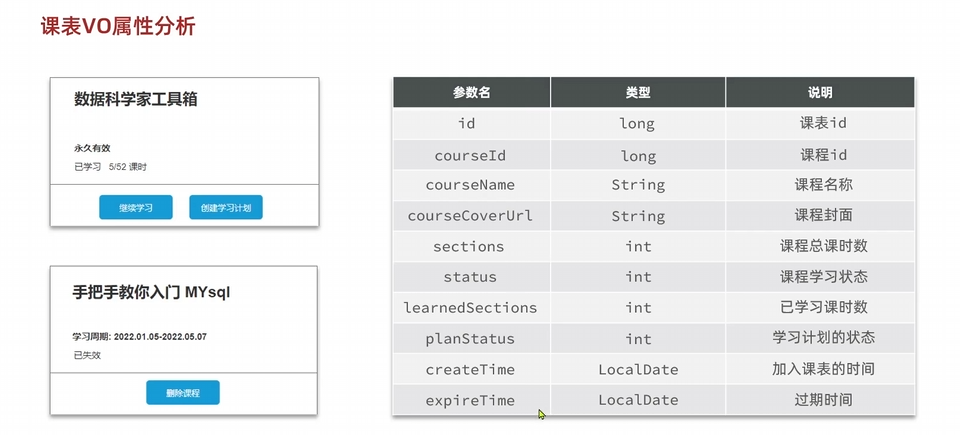 课表VO属性分析
数据科学家工具箱
永久有效
已学习 5/52 课时
继续学习 创建学习计划
手把手教你入门 MYsql
学习周期: 2022.01.05-2022.05.07
已失效
删除课程
参数名 类型 说明
id long 课表id
courseId long 课程id
courseName String 课程名称
courseCoverUrl String 课程封面
sections int 课程总课时数
status int 课程学习状态
learnedSections int 已学习课时数
planStatus int 学习计划的状态
createTime LocalDate 加入课表的时间
expireTime LocalDate 过期时间